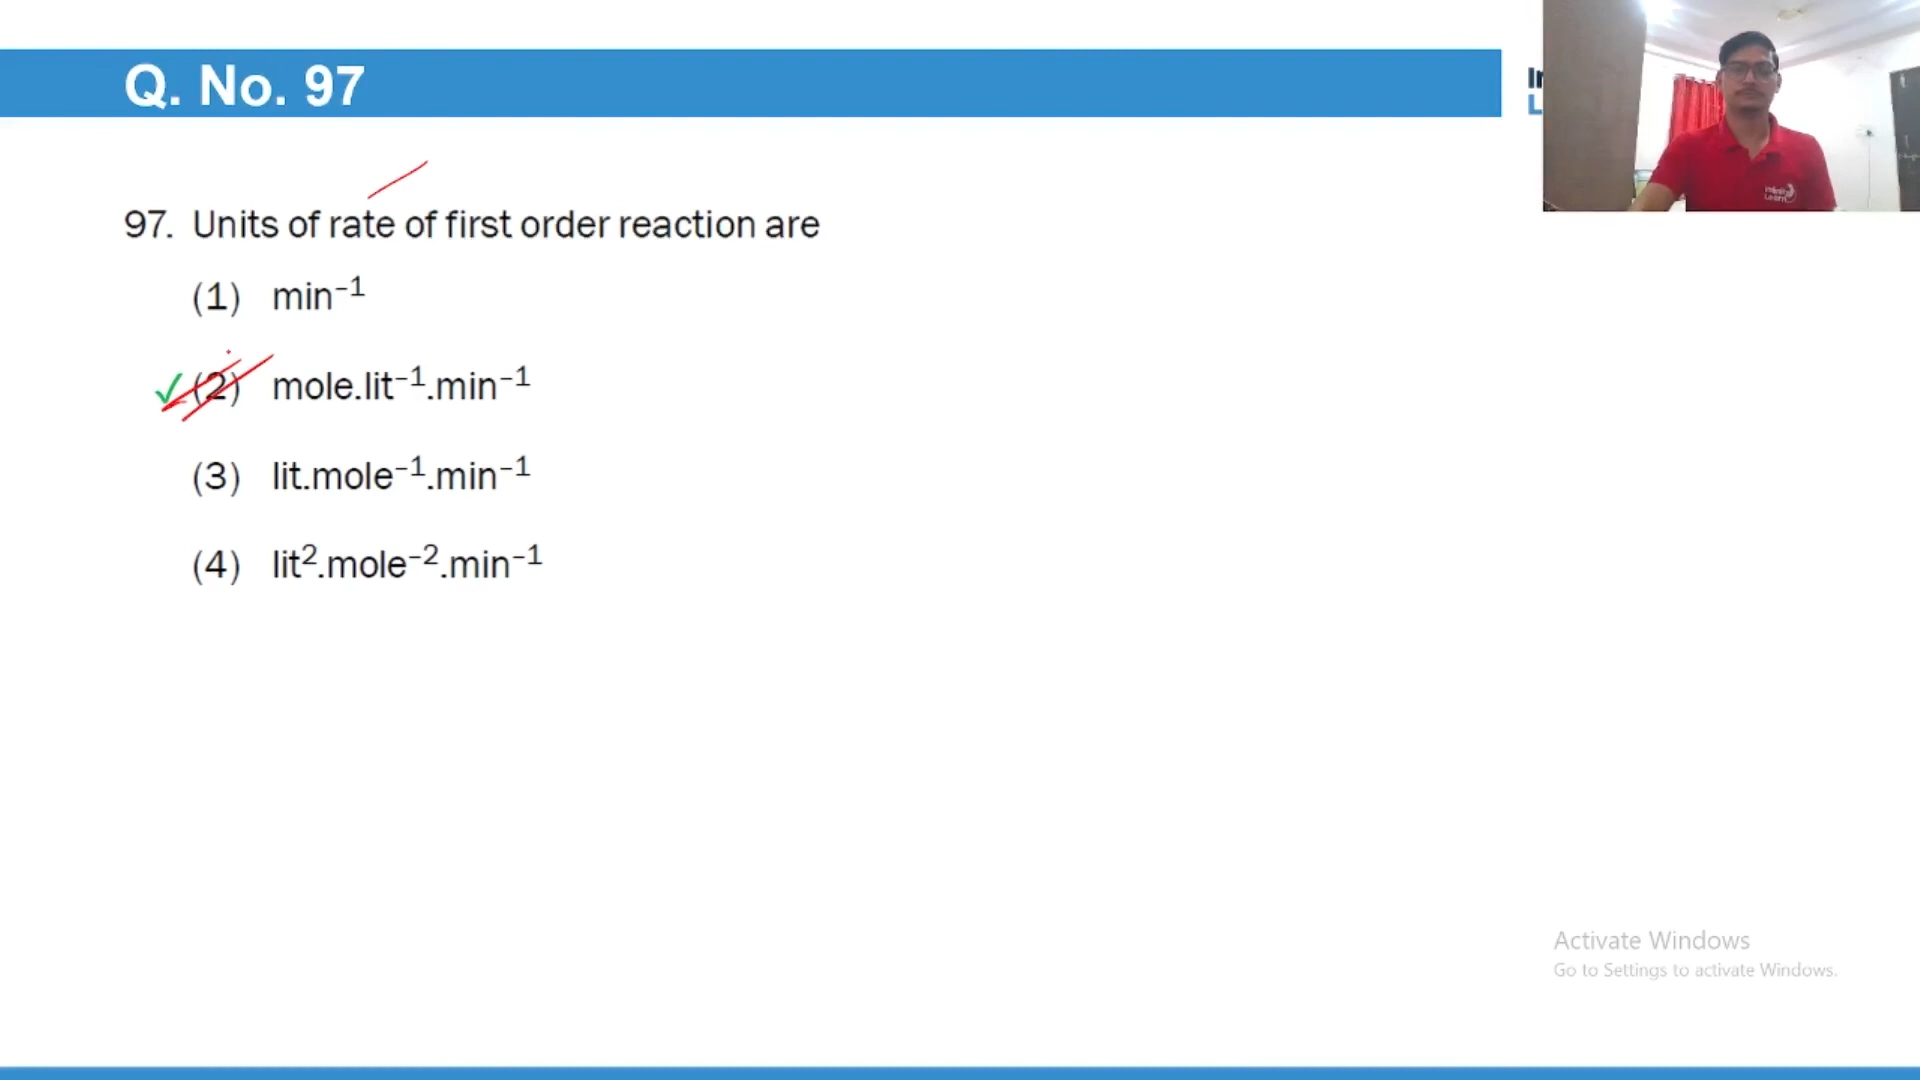 Q. No. 97
97. Units of rate of first order reaction are
(1) min⁻¹
✓(2) mole.lit⁻¹.min⁻¹
(3) lit.mole⁻¹.min⁻¹
(4) lit².mole⁻².min⁻¹
Activate Windows
Go to Settings to activate Windows.